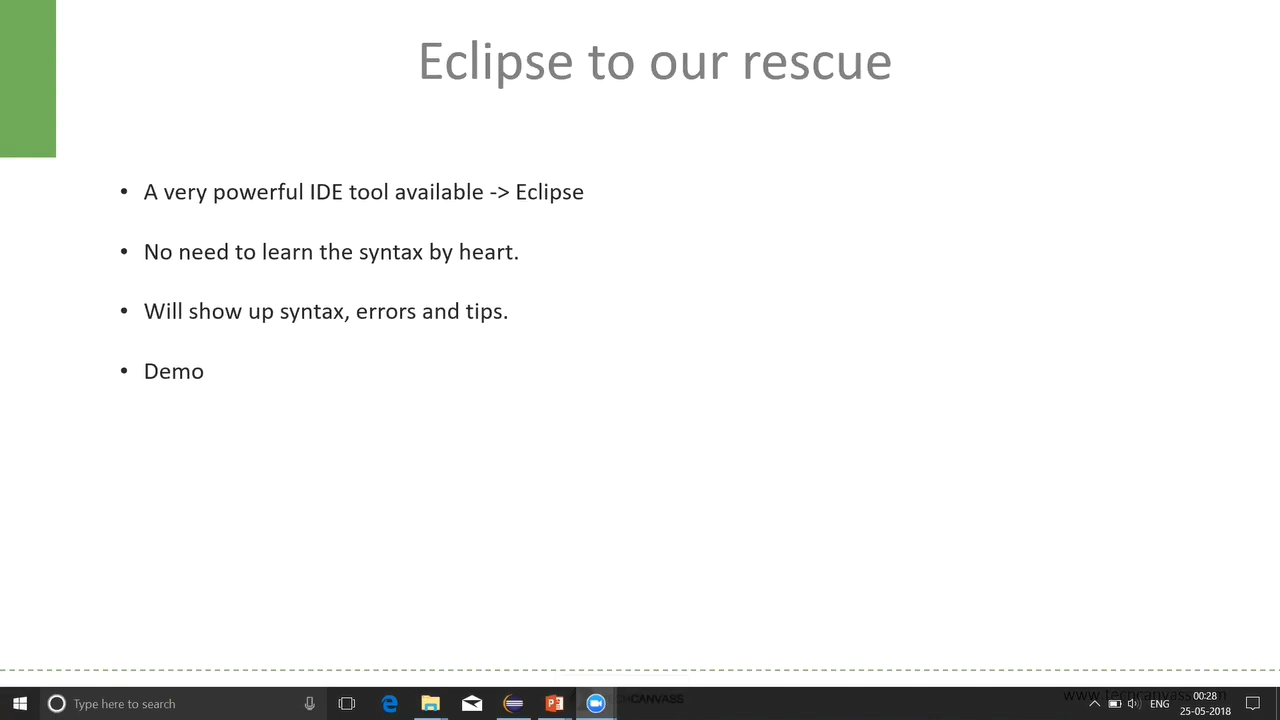 Eclipse to our rescue
• A very powerful IDE tool available -> Eclipse
• No need to learn the syntax by heart.
• Will show up syntax, errors and tips.
• Demo
Type here to search
CANVASS
00:28
ENG
25-05-2018